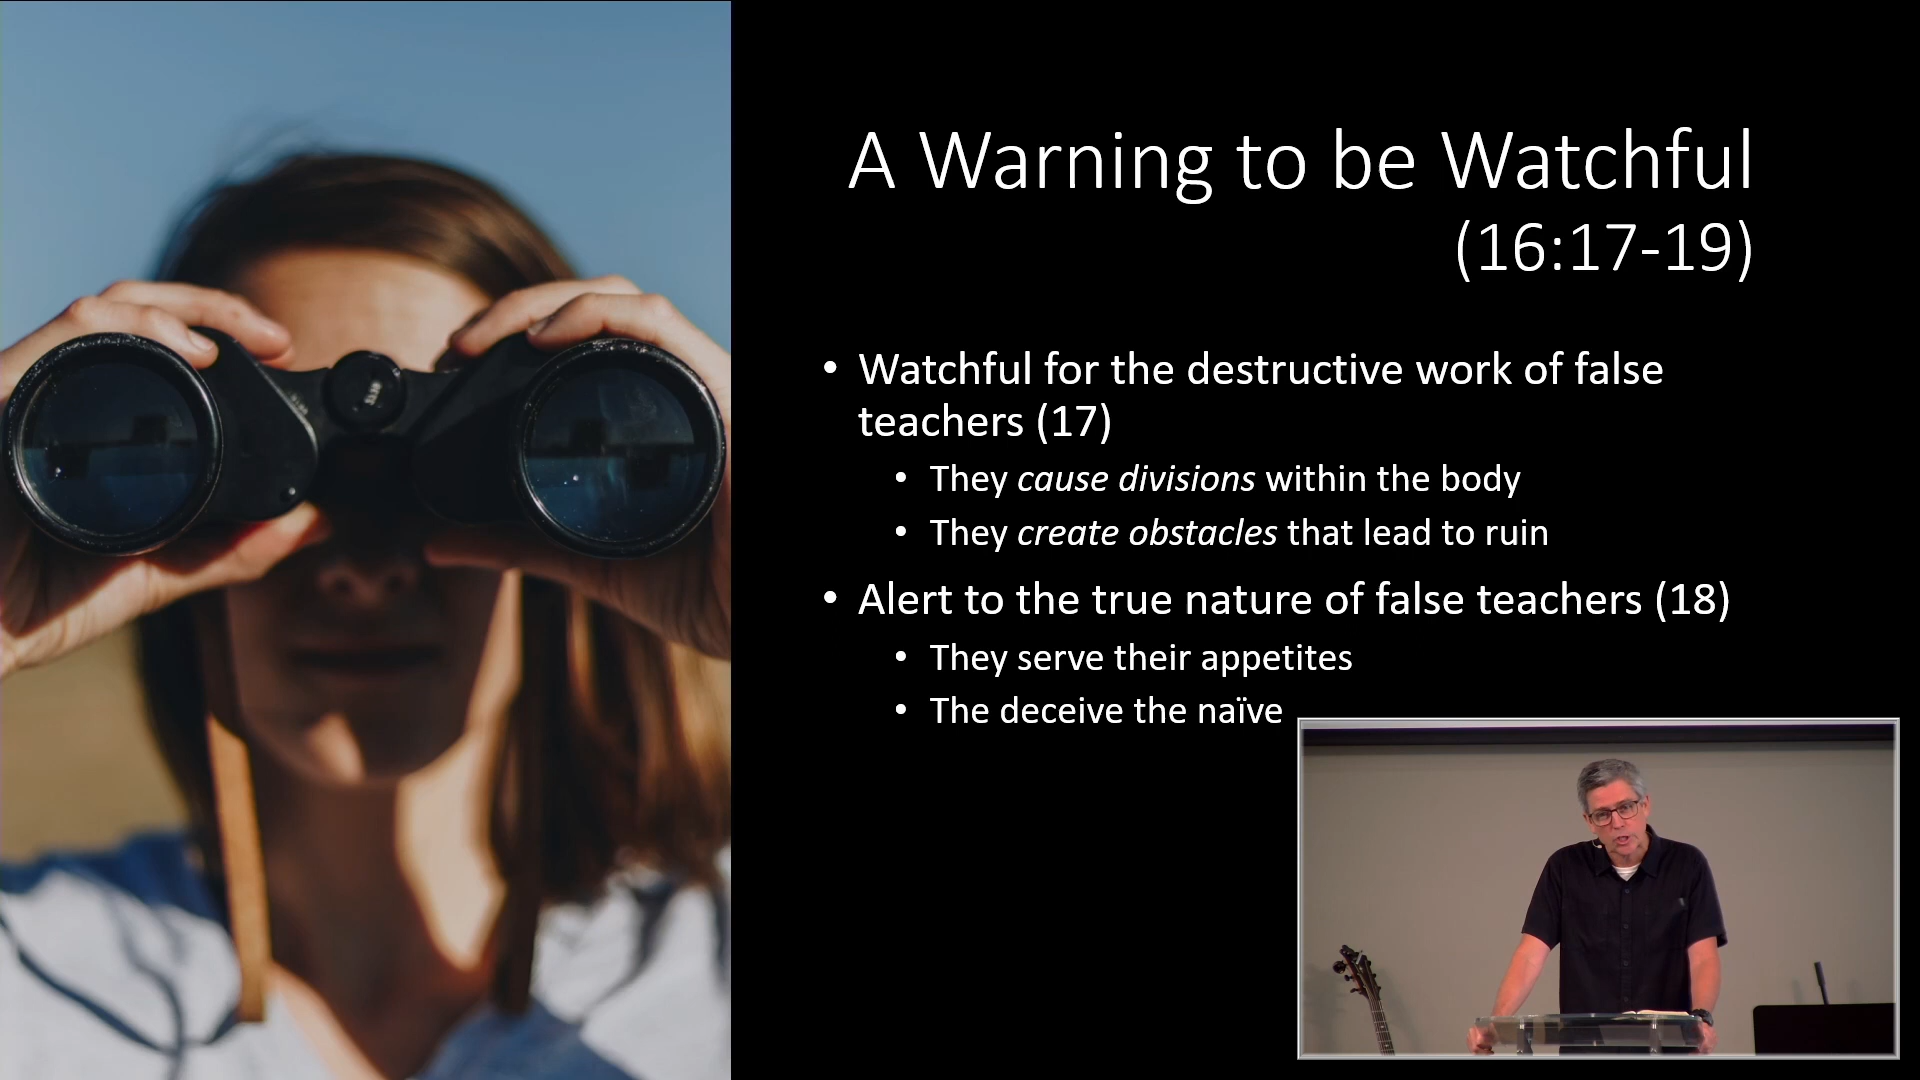 A Warning to be Watchful
(16:17-19)
• Watchful for the destructive work of false
teachers (17)
• They cause divisions within the body
• They create obstacles that lead to ruin
• Alert to the true nature of false teachers (18)
• They serve their appetites
• The deceive the naïve